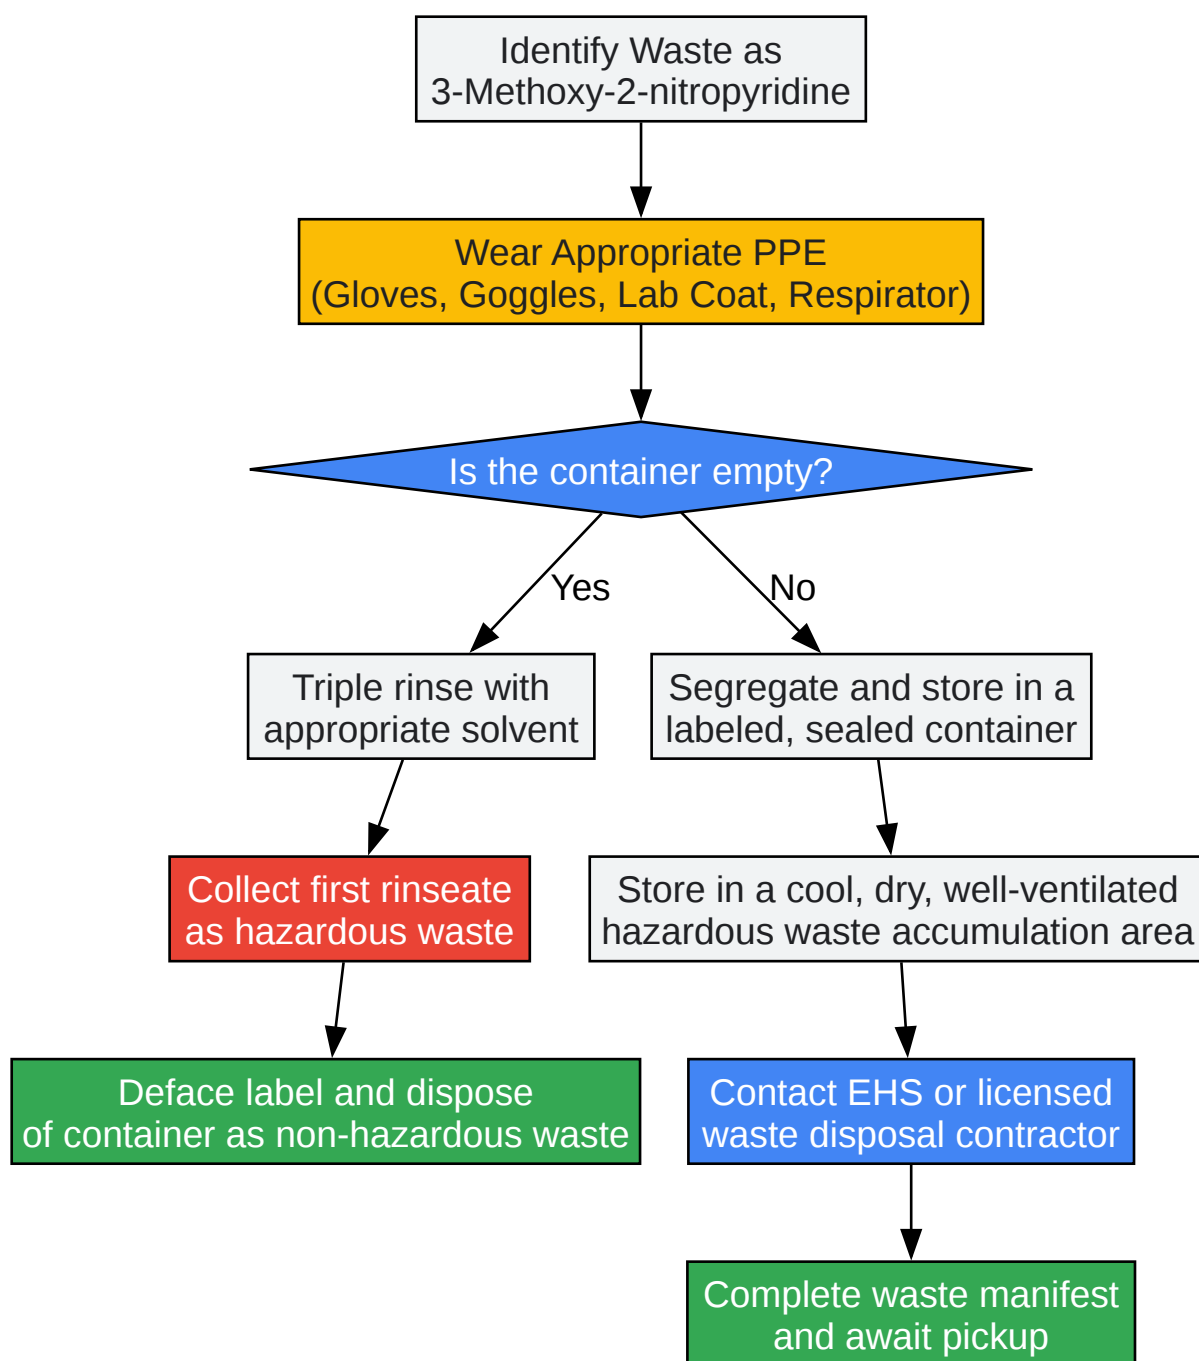 Identify Waste as
3-Methoxy-2-nitropyridine
Wear Appropriate PPE
(Gloves, Goggles, Lab Coat, Respirator)
Is the container empty?
Yes
No
Triple rinse with
appropriate solvent
Segregate and store in a
labeled, sealed container
Collect first rinseate
as hazardous waste
Store in a cool, dry, well-ventilated
hazardous waste accumulation area
Deface label and dispose
of container as non-hazardous waste
Contact EHS or licensed
waste disposal contractor
Complete waste manifest
and await pickup